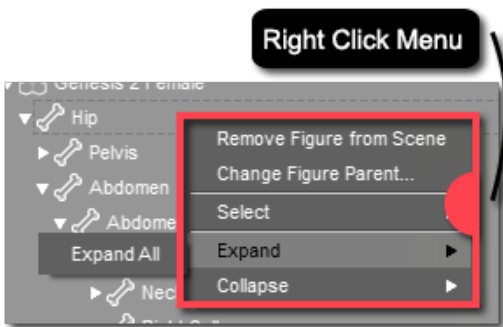 Right Click Menu
Genesis 2 Female
Hip
Pelvis
Abdomen
Abdome
Expand All
Nec
Remove Figure from Scene
Change Figure Parent...
Select
Expand
Collapse